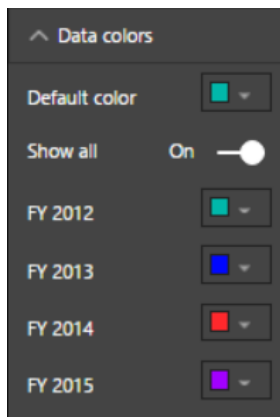 Data colors
Default color
Show all On
FY 2012
FY 2013
FY 2014
FY 2015